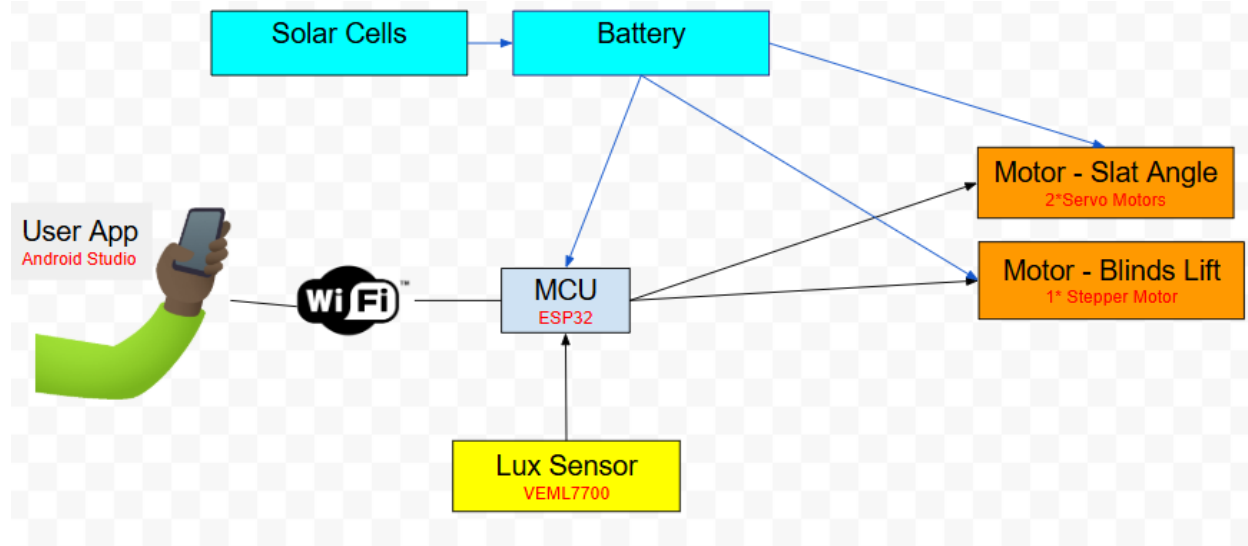 Solar Cells
Battery
Motor - Slat Angle
2*Servo Motors
User App
Android Studio
Motor - Blinds Lift
1* Stepper Motor
WiFi™
MCU
ESP32
Lux Sensor
VEML7700